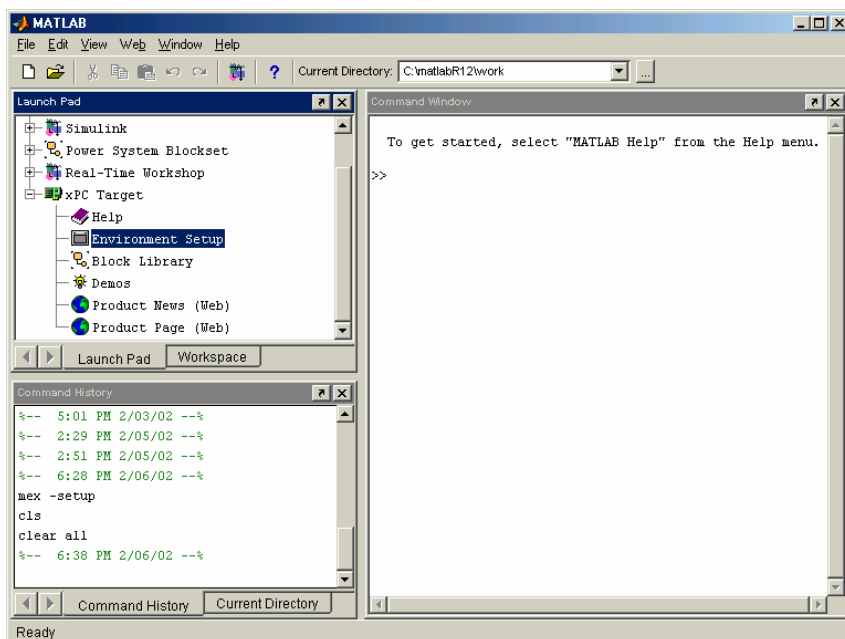 MATLAB
File Edit View Web Window Help
? Current Directory: C:\matlabR12\work ...
Launch Pad
Simulink
Power System Blockset
Real-Time Workshop
xPC Target
Help
Environment Setup
Block Library
Demos
Product News (Web)
Product Page (Web)
Launch Pad Workspace
Command History
%-- 5:01 PM 2/03/02 --%
%-- 2:29 PM 2/05/02 --%
%-- 2:51 PM 2/05/02 --%
%-- 6:28 PM 2/06/02 --%
mex -setup
cls
clear all
%-- 6:38 PM 2/06/02 --%
Command History Current Directory
Command Window
To get started, select "MATLAB Help" from the Help menu.
>>
Ready